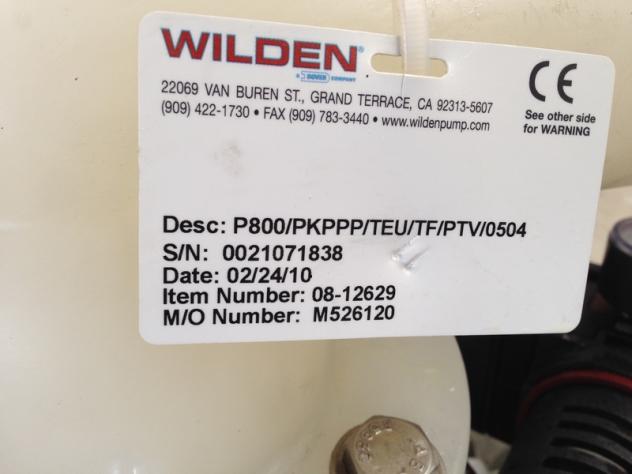 WILDEN®
A DOVER COMPANY
22069 VAN BUREN ST., GRAND TERRACE, CA 92313-5607
(909) 422-1730 • FAX (909) 783-3440 • www.wildenpump.com
CE
See other side
for WARNING
Desc: P800/PKPPP/TEU/TF/PTV/0504
S/N: 0021071838
Date: 02/24/10
Item Number: 08-12629
M/O Number: M526120